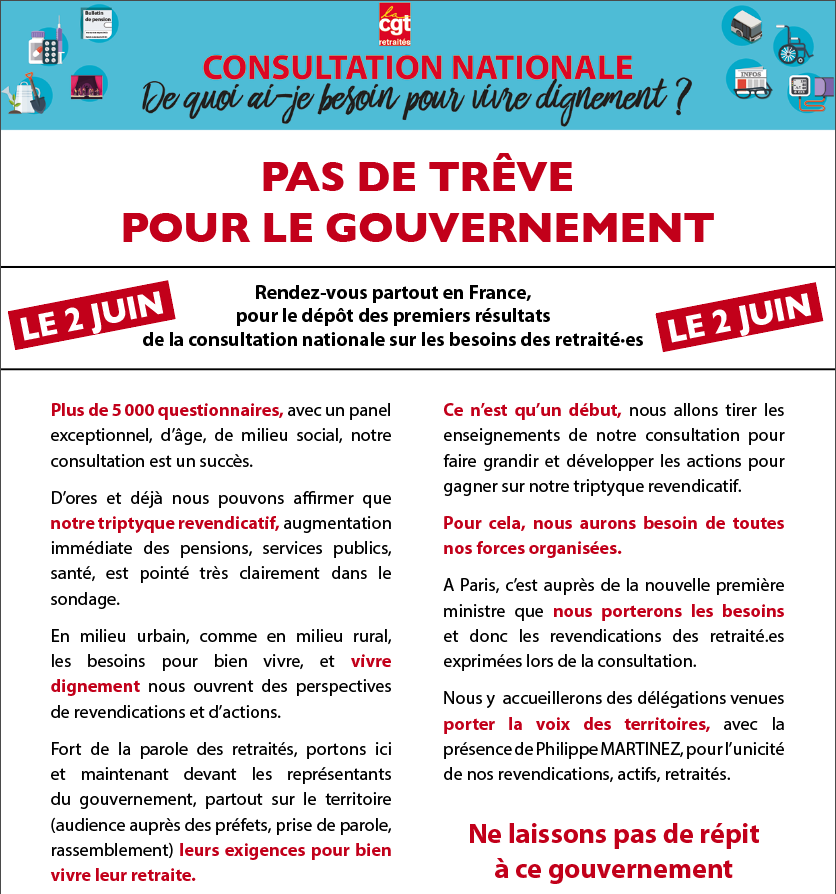 Bulletin
de pension
la
cgt
retraités
INFOS
CONSULTATION NATIONALE
De quoi ai-je besoin pour vivre dignement ?
PAS DE TRÊVE
POUR LE GOUVERNEMENT
LE 2 JUIN
Rendez-vous partout en France,
pour le dépôt des premiers résultats
de la consultation nationale sur les besoins des retraité·es
LE 2 JUIN
Plus de 5 000 questionnaires, avec un panel
exceptionnel, d’âge, de milieu social, notre
consultation est un succès.
D’ores et déjà nous pouvons affirmer que
notre triptyque revendicatif, augmentation
immédiate des pensions, services publics,
santé, est pointé très clairement dans le
sondage.
En milieu urbain, comme en milieu rural,
les besoins pour bien vivre, et vivre
dignement nous ouvrent des perspectives
de revendications et d’actions.
Fort de la parole des retraités, portons ici
et maintenant devant les représentants
du gouvernement, partout sur le territoire
(audience auprès des préfets, prise de parole,
rassemblement) leurs exigences pour bien
vivre leur retraite.
Ce n’est qu’un début, nous allons tirer les
enseignements de notre consultation pour
faire grandir et développer les actions pour
gagner sur notre triptyque revendicatif.
Pour cela, nous aurons besoin de toutes
nos forces organisées.
A Paris, c’est auprès de la nouvelle première
ministre que nous porterons les besoins
et donc les revendications des retraité.es
exprimées lors de la consultation.
Nous y accueillerons des délégations venues
porter la voix des territoires, avec la
présence de Philippe MARTINEZ, pour l’unicité
de nos revendications, actifs, retraités.
Ne laissons pas de répit
à ce gouvernement